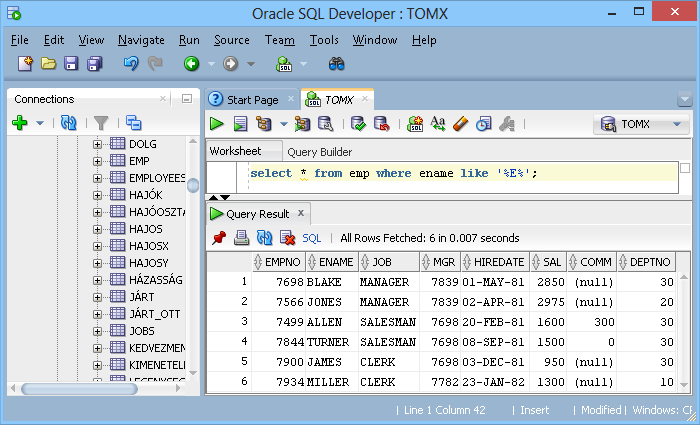 Oracle SQL Developer : TOMX
File Edit View Navigate Run Source Team Tools Window Help
SQL
Connections
Start Page
SQL TOMX
TOMX
Worksheet Query Builder
select * from emp where ename like '%E%';
Query Result x
SQL | All Rows Fetched: 6 in 0.007 seconds
EMPNO ENAME JOB MGR HIREDATE SAL COMM DEPTNO
1 7698 BLAKE MANAGER 7839 01-MAY-81 2850 (null) 30
2 7566 JONES MANAGER 7839 02-APR-81 2975 (null) 20
3 7499 ALLEN SALESMAN 7698 20-FEB-81 1600 300 30
4 7844 TURNER SALESMAN 7698 08-SEP-81 1500 0 30
5 7900 JAMES CLERK 7698 03-DEC-81 950 (null) 30
6 7934 MILLER CLERK 7782 23-JAN-82 1300 (null) 10
DOLG
EMP
EMPLOYEES
HAJÓK
HAJÓOSZTA
HAJOS
HAJOSX
HAJOSY
HÁZASSÁG
JÁRT
JÁRT_OTT
JOBS
KEDVEZMEN
KIMENETELE
Line 1 Column 42 | Insert | Modified | Windows: CF